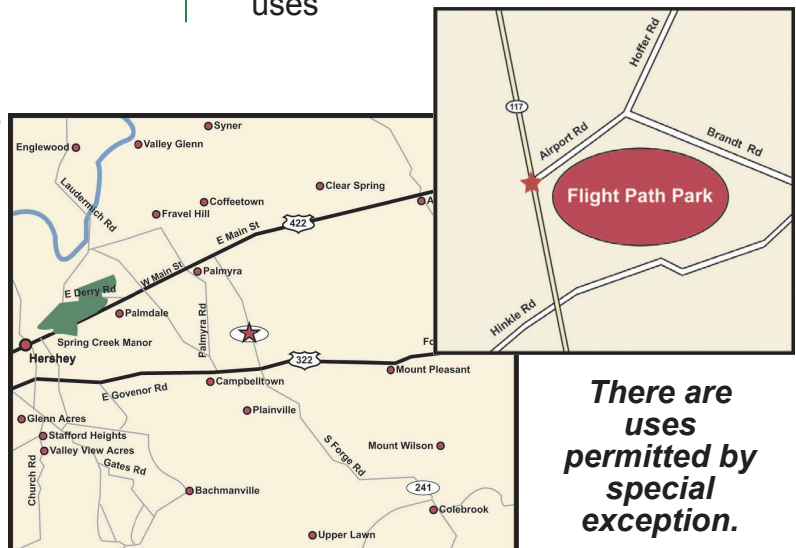 uses
Syner
Englewood
Valley Glenn
Laudermich Rd
Clear Spring
Coffeetown
Fravel Hill
A
422
E Main St
W Main St
Palmyra
E Derry Rd
Palmdale
Palmyra Rd
Spring Creek Manor
Hershey
322
Fo
Mount Pleasant
Campbelltown
E Govenor Rd
Glenn Acres
Plainville
Stafford Heights
Valley View Acres
Mount Wilson
S Forge Rd
Gates Rd
Church Rd
241
Bachmanville
Colebrook
Upper Lawn
Hoffer Rd
117
Airport Rd
Brandt Rd
Flight Path Park
Hinkle Rd
There are
uses
permitted by
special
exception.